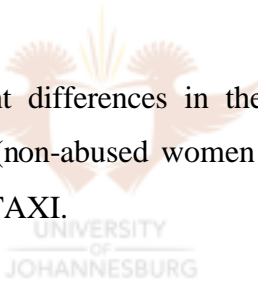 nt differences in the
(non-abused women
TAXI.
UNIVERSITY
OF
JOHANNESBURG